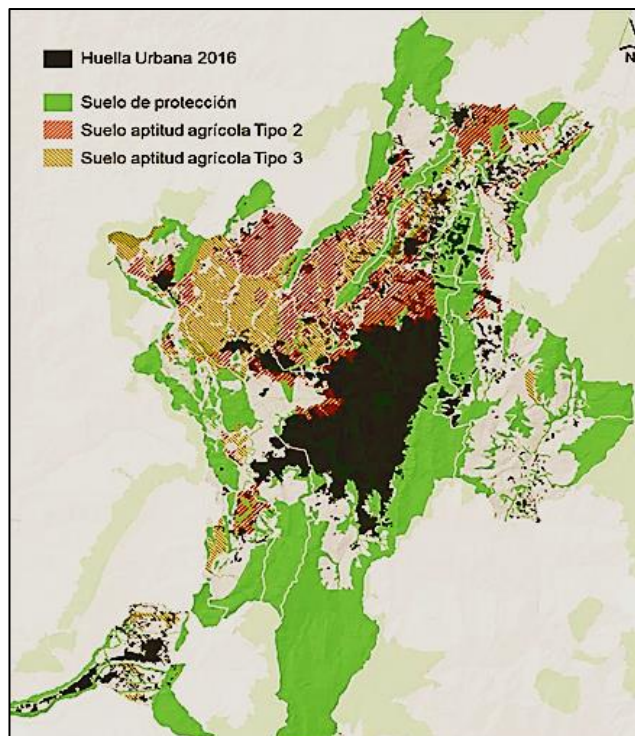 N
Huella Urbana 2016
Suelo de protección
Suelo aptitud agrícola Tipo 2
Suelo aptitud agrícola Tipo 3